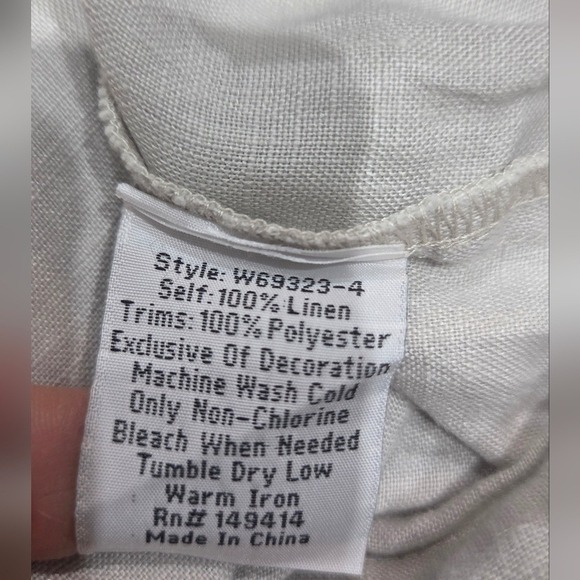 Style: W69323-4
Self: 100% Linen
Trims: 100% Polyester
Exclusive Of Decoration
Machine Wash Cold
Only Non-Chlorine
Bleach When Needed
Tumble Dry Low
Warm Iron
Rn# 149414
Made In China